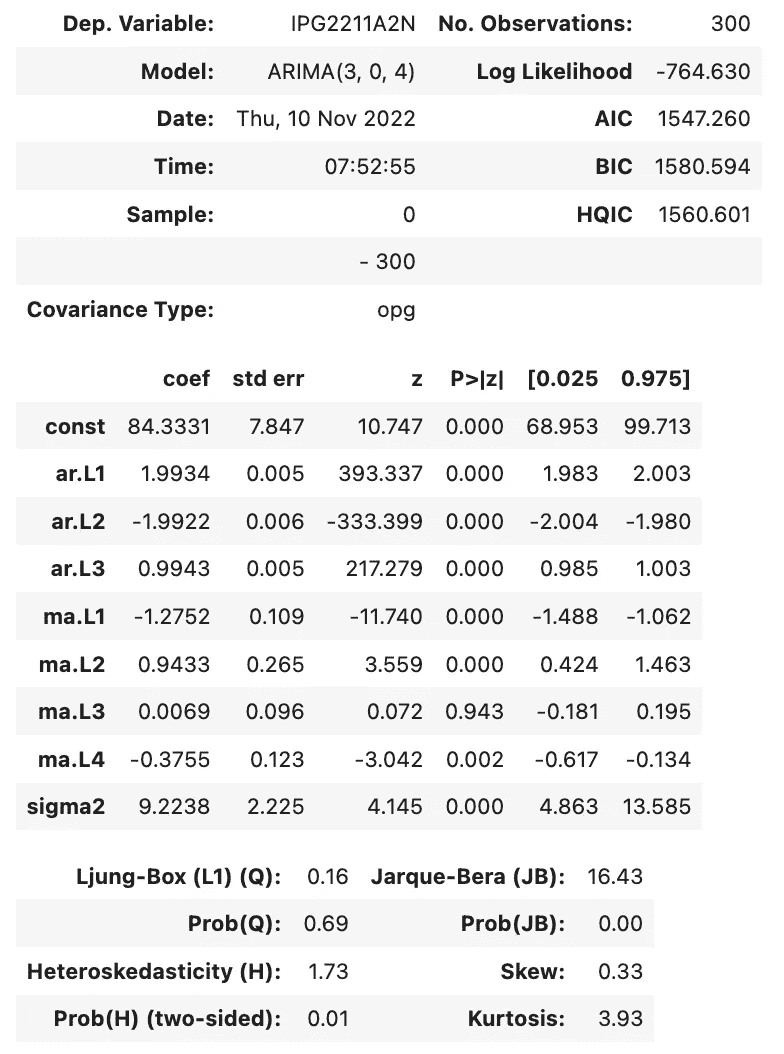 Dep. Variable: IPG2211A2N No. Observations: 300
Model: ARIMA(3, 0, 4) Log Likelihood -764.630
Date: Thu, 10 Nov 2022 AIC 1547.260
Time: 07:52:55 BIC 1580.594
Sample: 0 HQIC 1560.601
- 300
Covariance Type: opg
coef std err z P>|z| [0.025 0.975]
const 84.3331 7.847 10.747 0.000 68.953 99.713
ar.L1 1.9934 0.005 393.337 0.000 1.983 2.003
ar.L2 -1.9922 0.006 -333.399 0.000 -2.004 -1.980
ar.L3 0.9943 0.005 217.279 0.000 0.985 1.003
ma.L1 -1.2752 0.109 -11.740 0.000 -1.488 -1.062
ma.L2 0.9433 0.265 3.559 0.000 0.424 1.463
ma.L3 0.0069 0.096 0.072 0.943 -0.181 0.195
ma.L4 -0.3755 0.123 -3.042 0.002 -0.617 -0.134
sigma2 9.2238 2.225 4.145 0.000 4.863 13.585
Ljung-Box (L1) (Q): 0.16 Jarque-Bera (JB): 16.43
Prob(Q): 0.69 Prob(JB): 0.00
Heteroskedasticity (H): 1.73 Skew: 0.33
Prob(H) (two-sided): 0.01 Kurtosis: 3.93